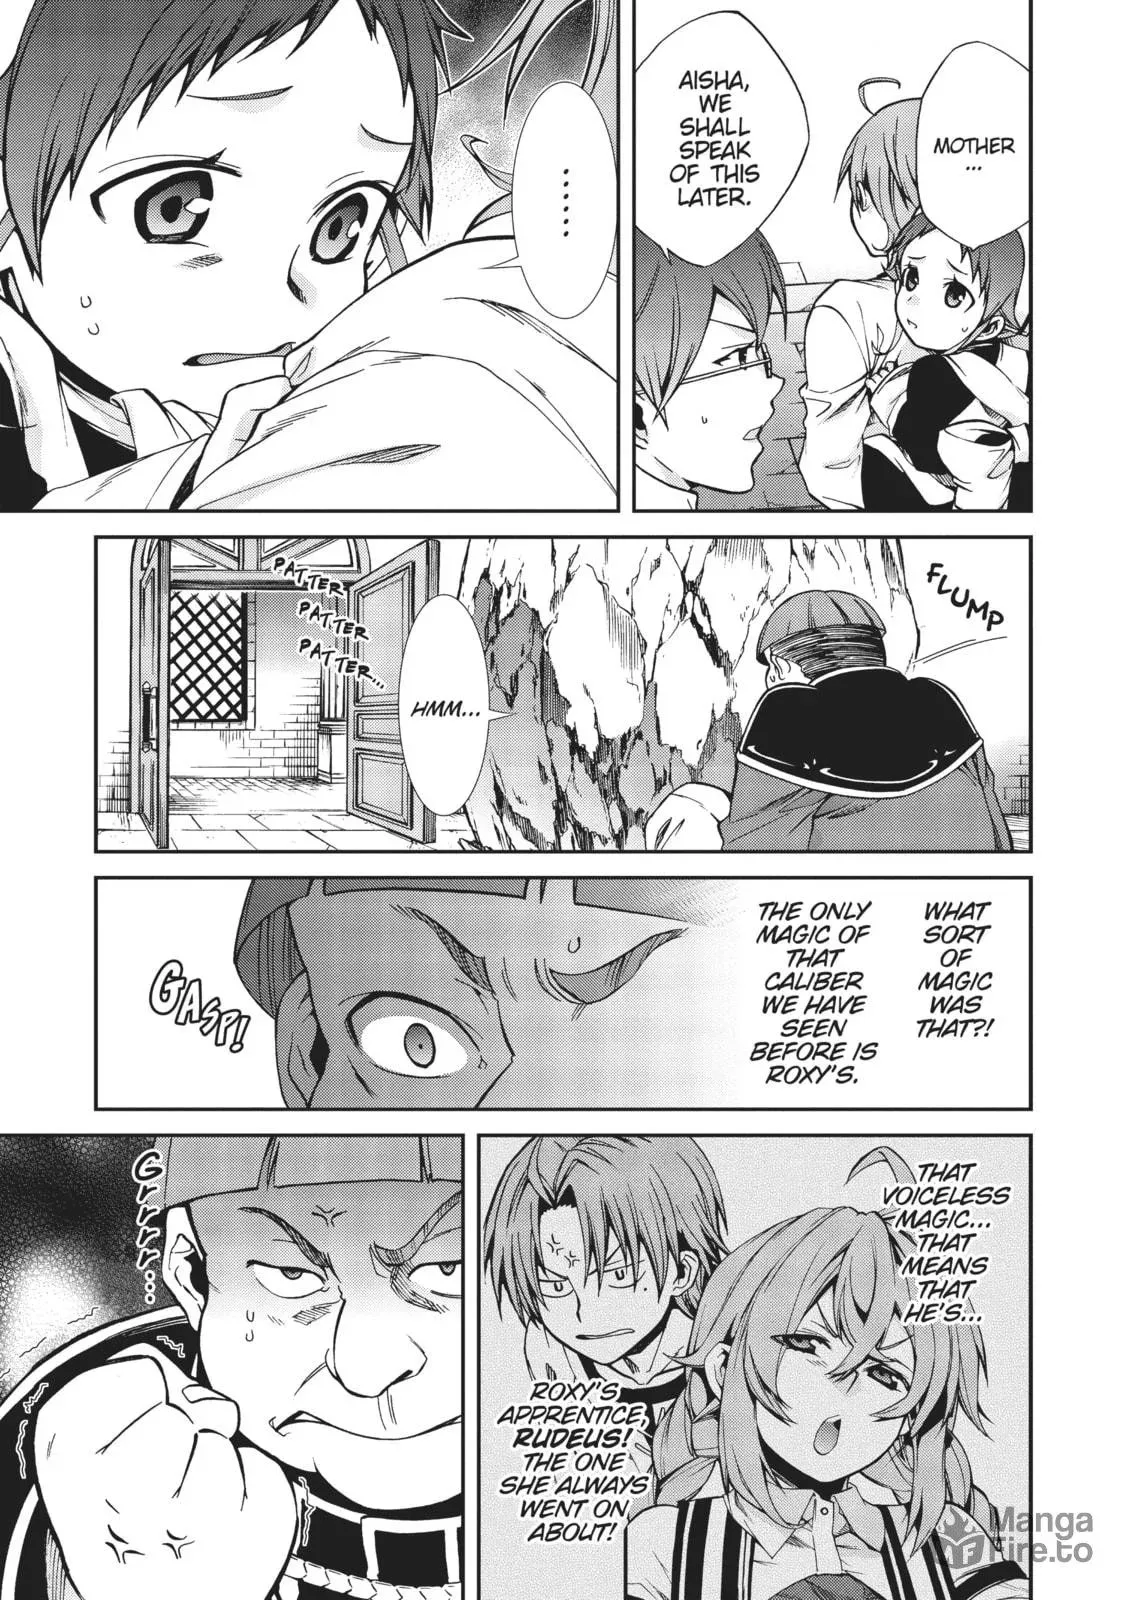 MOTHER
...
AISHA,
WE
SHALL
SPEAK
OF THIS
LATER.
.......
FLUMP
PATTER
PATTER
PATTER...
HMM...
WHAT
SORT
OF
MAGIC
WAS
THAT?!
THE ONLY
MAGIC OF
THAT
CALIBER
WE HAVE
SEEN
BEFORE IS
ROXY'S.
GASP!
THAT
VOICELESS
MAGIC...
THAT
MEANS
THAT
HE'S...
ROXY'S
APPRENTICE,
RUDEUS!
THE ONE
SHE ALWAYS
WENT ON
ABOUT!
Grrrr...
MF
Manga
Fire.to